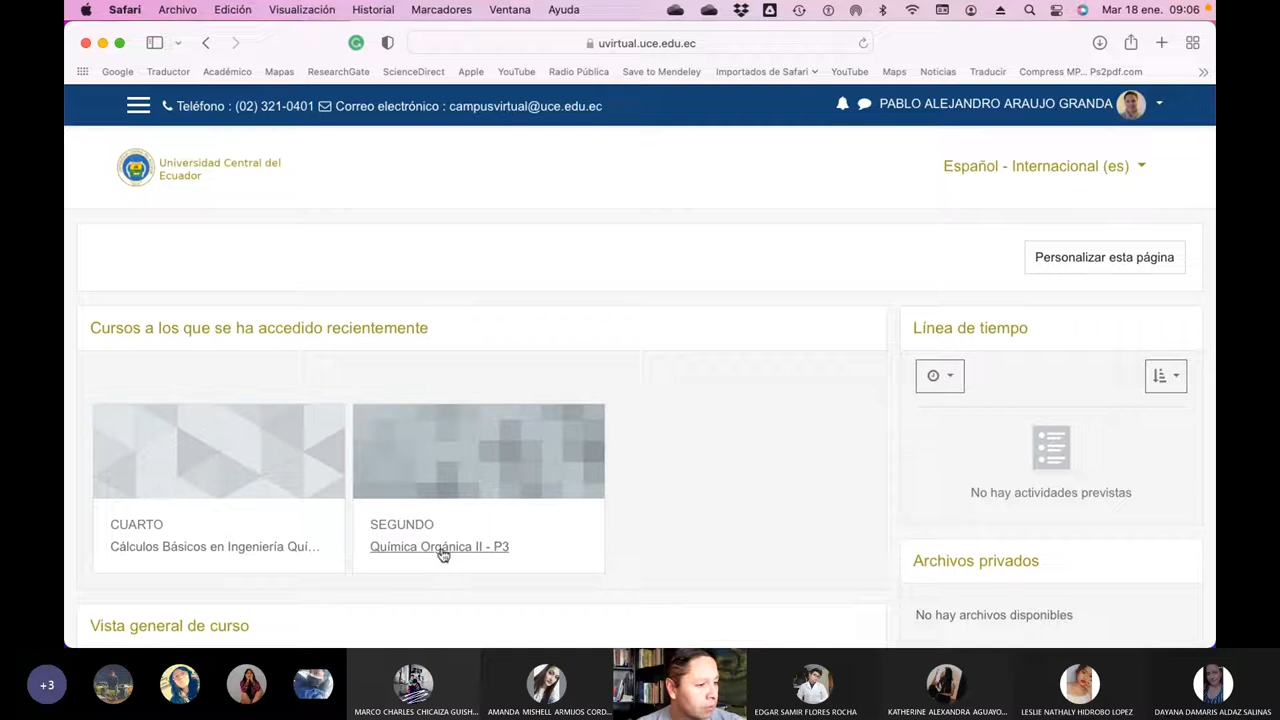 Safari Archivo Edición Visualización Historial Marcadores Ventana Ayuda Mar 18 ene. 09:06
uvirtual.uce.edu.ec
Google Traductor Académico Mapas ResearchGate ScienceDirect Apple YouTube Radio Pública Save to Mendeley Importados de Safari YouTube Maps Noticias Traducir Compress MP... Ps2pdf.com
Teléfono : (02) 321-0401 Correo electrónico : campusvirtual@uce.edu.ec PABLO ALEJANDRO ARAUJO GRANDA
Universidad Central del
Ecuador
Español - Internacional (es)
Personalizar esta página
Cursos a los que se ha accedido recientemente
CUARTO
Cálculos Básicos en Ingeniería Quí...
SEGUNDO
Química Orgánica II - P3
Vista general de curso
Línea de tiempo
No hay actividades previstas
Archivos privados
No hay archivos disponibles
+3
MARCO CHARLES CHICAIZA GUISH...
AMANDA MISHELL ARMIJOS CORD...
EDGAR SAMIR FLORES ROCHA
KATHERINE ALEXANDRA AGUAYO...
LESLIE NATHALY HIDROBO LOPEZ
DAYANA DAMARIS ALDAZ SALINAS